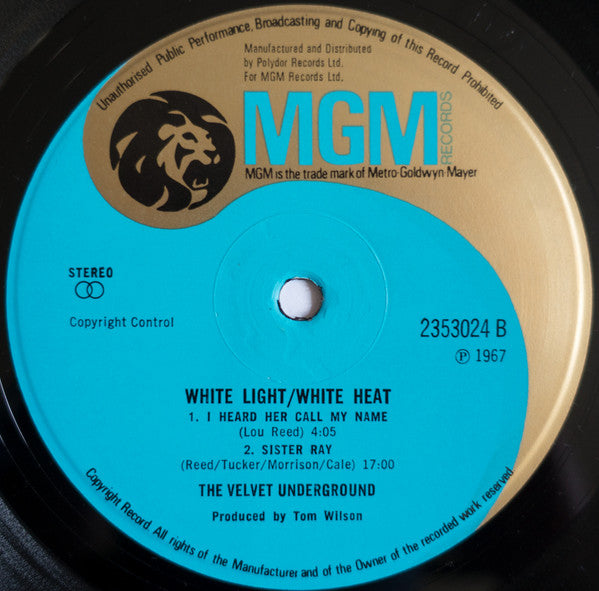 Unauthorised Public Performance, Broadcasting and Copying of this Record Prohibited
Manufactured and Distributed
by Polydor Records Ltd.
For MGM Records Ltd.
MGM
RECORDS
MGM is the trade mark of Metro-Goldwyn-Mayer
STEREO
Copyright Control
2353024 B
Ⓟ 1967
WHITE LIGHT/WHITE HEAT
1. I HEARD HER CALL MY NAME
(Lou Reed) 4:05
2. SISTER RAY
(Reed/Tucker/Morrison/Cale) 17:00
THE VELVET UNDERGROUND
Produced by Tom Wilson
Copyright Record. All rights of the Manufacturer and of the Owner of the recorded work reserved